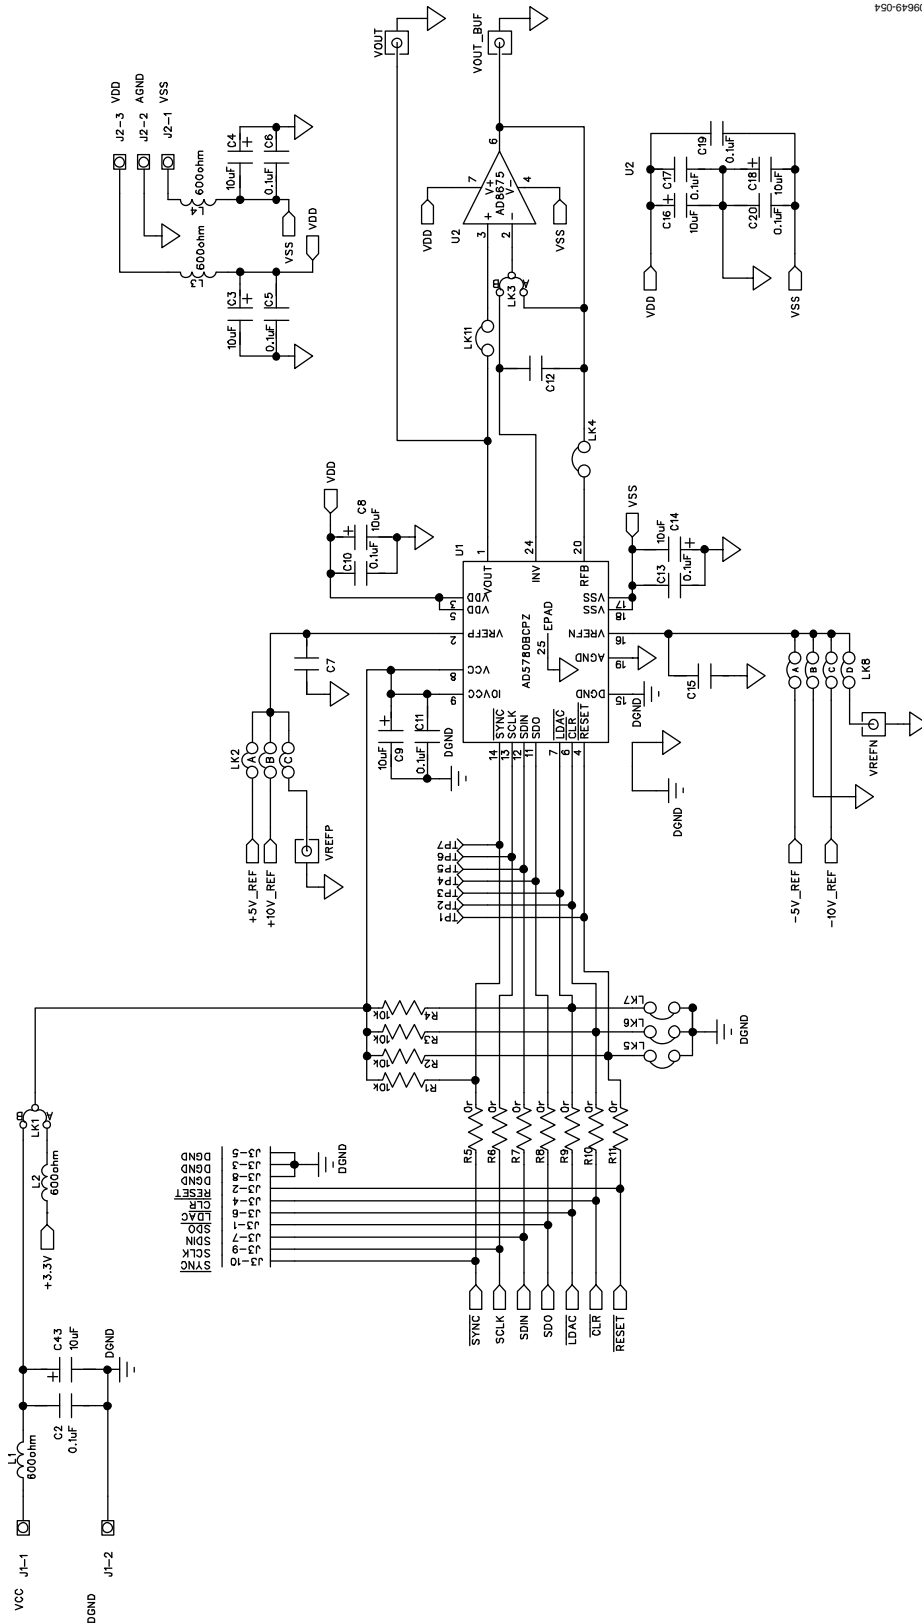 09649-054
VOUT
VOUT_BUF
J2-3 VDD
J2-2 AGND
J2-1 VSS
L4
600ohm
C4
10uF
C6
0.1uF
VSS
VDD
L3
600ohm
C3
10uF
C5
0.1uF
VDD
7
V+
V-
AD8675
6
4
VSS
U2
3
+
2
-
B
A
LK3
LK11
C12
LK4
U2
C19
0.1uF
C17
0.1uF
C16
10uF
C18
10uF
C20
0.1uF
VDD
VSS
VDD
C8
10uF
C10
0.1uF
VSS
C14
10uF
C13
0.1uF
U1
1
24
20
VOUT
INV
RFB
VDD
3
VDD
5
VREFP
2
VCC
8
IOVCC
9
AD5780BCPZ
25
EPAD
VSS
17
VSS
18
VREFN
16
AGND
19
DGND
15
DGND
SYNC
14
SCLK
13
SDIN
12
SDO
11
LDAC
7
CLR
6
RESET
4
C7
C9
10uF
C11
0.1uF
DGND
C15
DGND
LK2
A
B
C
+5V_REF
+10V_REF
VREFP
A
B
C
D
LK8
VREFN
-5V_REF
-10V_REF
TP7
TP6
TP5
TP4
TP3
TP2
TP1
10k
R4
10k
R3
10k
R2
10k
R1
LK7
LK6
LK5
DGND
B
A
LK1
L2
600ohm
+3.3V
R5
0r
R6
0r
R7
0r
R8
0r
R9
0r
R10
0r
R11
0r
DGND J3-5
DGND J3-3
DGND J3-8
RESET J3-2
CLR J3-4
LDAC J3-6
SDO J3-1
SDIN J3-7
SCLK J3-9
SYNC J3-10
DGND
SYNC
SCLK
SDIN
SDO
LDAC
CLR
RESET
C43
10uF
DGND
C2
0.1uF
L1
600ohm
VCC J1-1
DGND J1-2